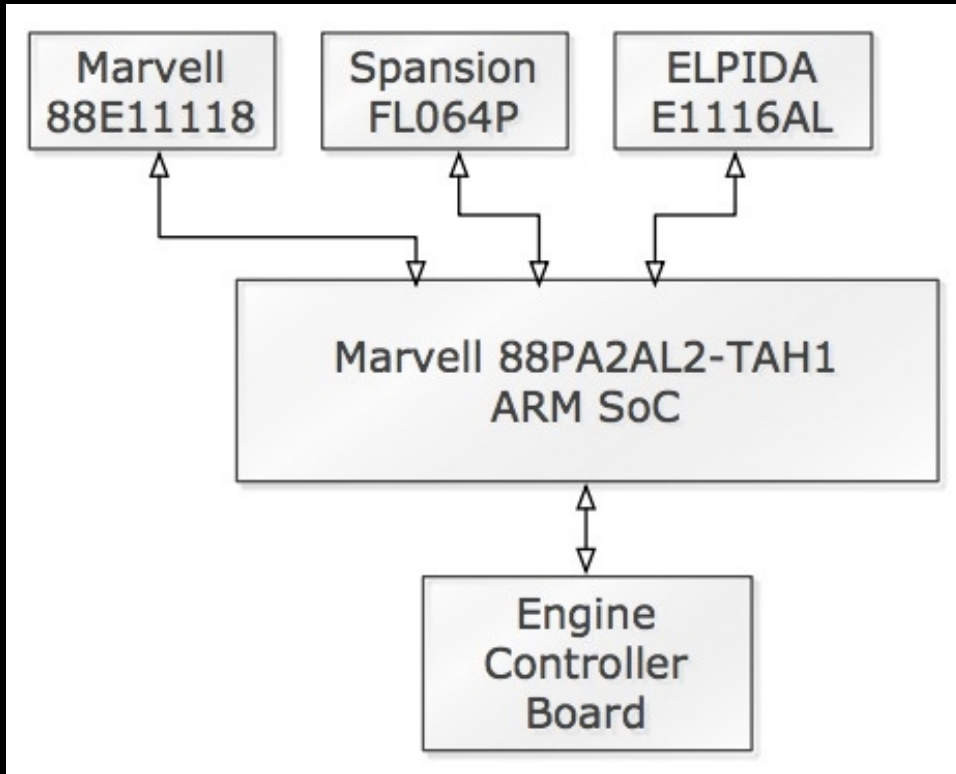 Marvell
88E11118
Spansion
FL064P
ELPIDA
E1116AL
Marvell 88PA2AL2-TAH1
ARM SoC
Engine
Controller
Board